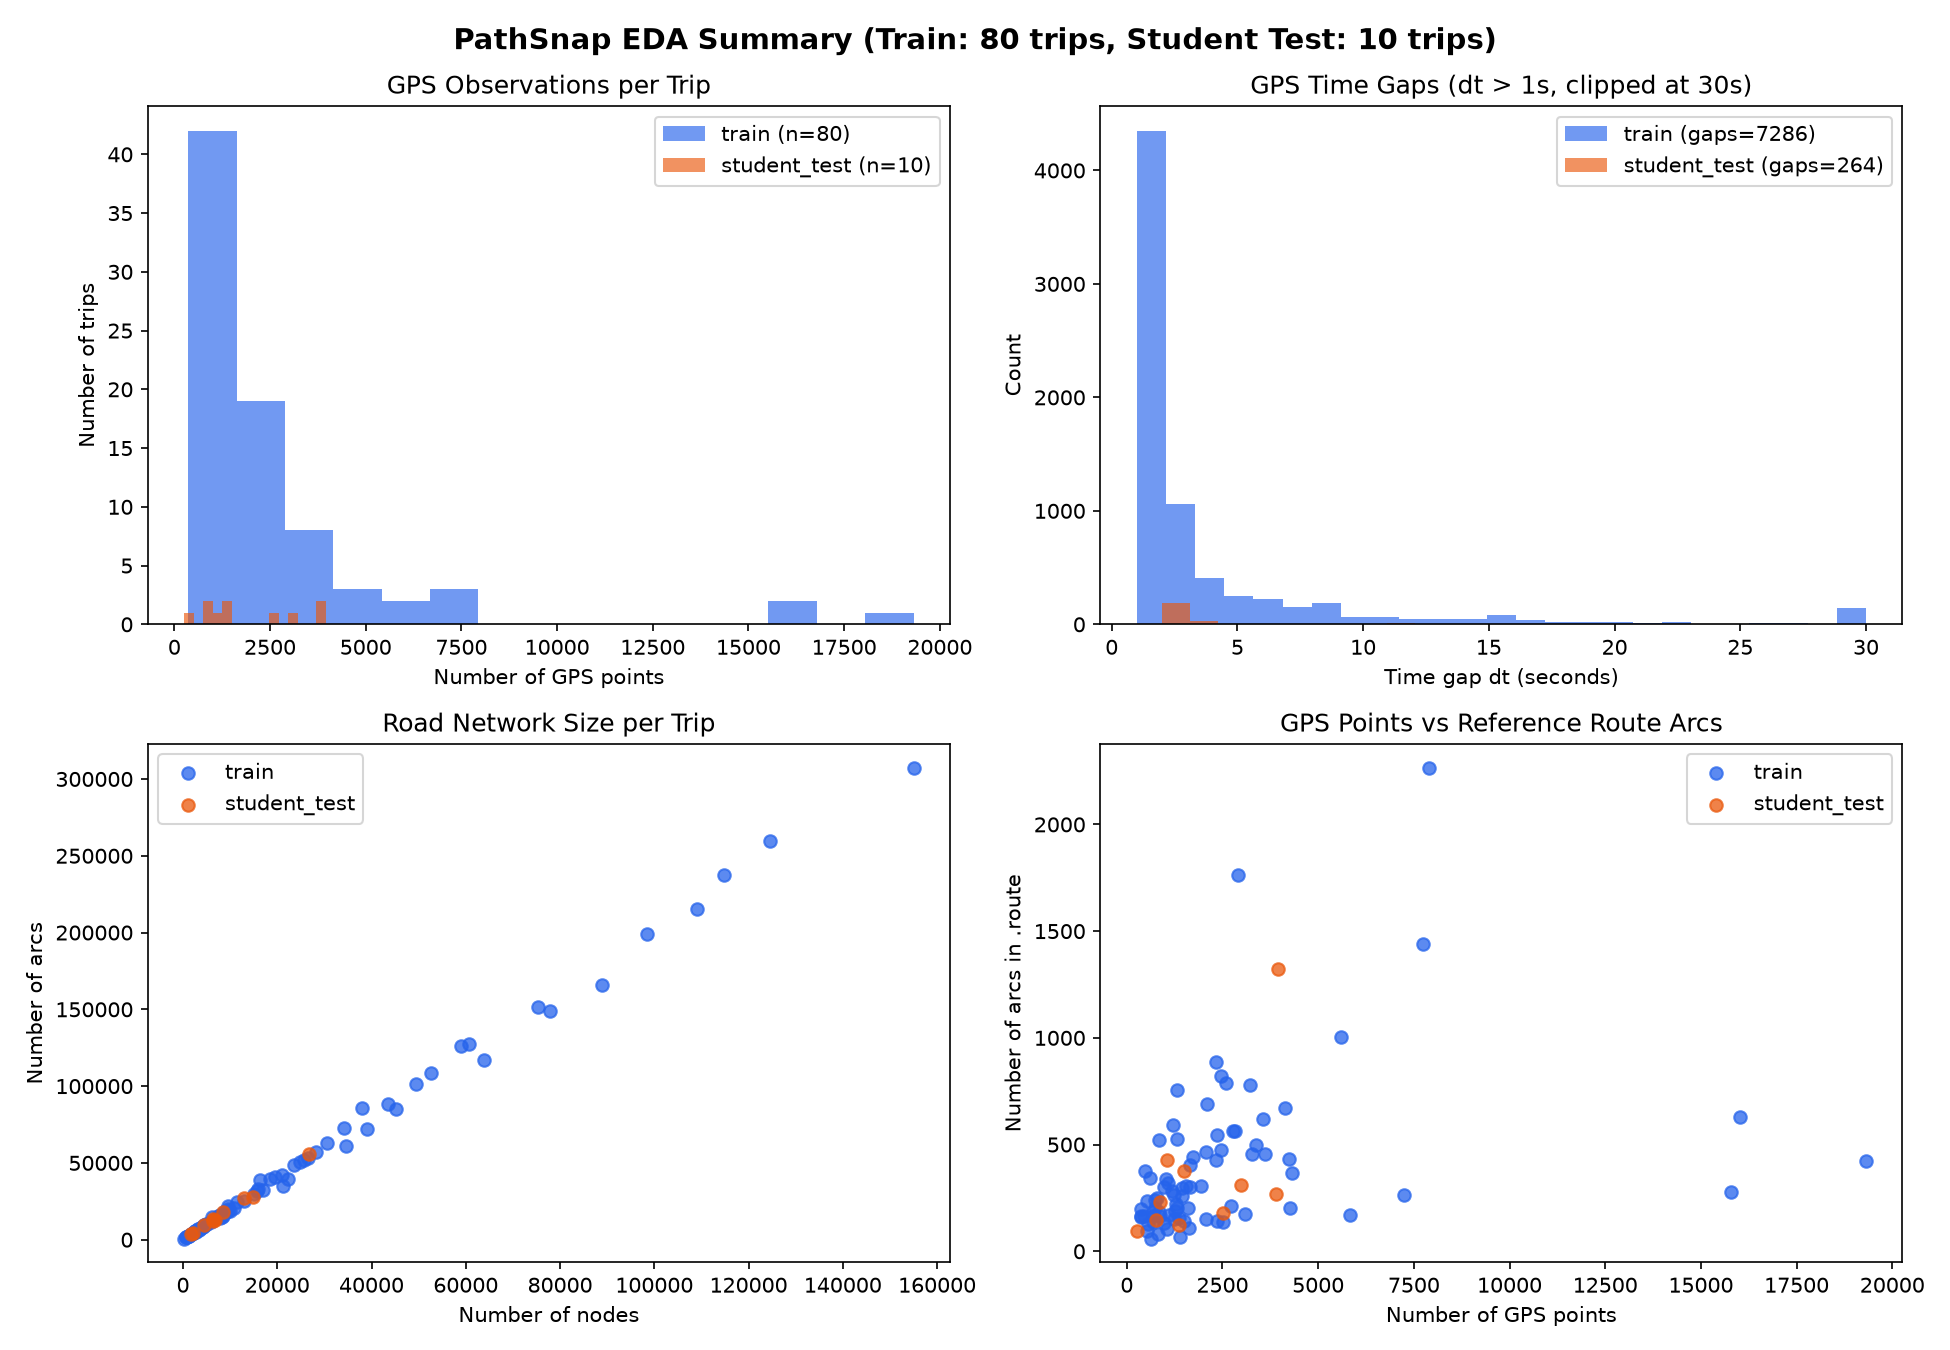 PathSnap EDA Summary (Train: 80 trips, Student Test: 10 trips)
GPS Observations per Trip
train (n=80)
student_test (n=10)
40
35
30
25
20
15
10
5
0
Number of trips
0 2500 5000 7500 10000 12500 15000 17500 20000
Number of GPS points
GPS Time Gaps (dt > 1s, clipped at 30s)
train (gaps=7286)
student_test (gaps=264)
4000
3000
2000
1000
0
Count
0 5 10 15 20 25 30
Time gap dt (seconds)
Road Network Size per Trip
train
student_test
300000
250000
200000
150000
100000
50000
0
Number of arcs
0 20000 40000 60000 80000 100000 120000 140000 160000
Number of nodes
GPS Points vs Reference Route Arcs
train
student_test
2000
1500
1000
500
0
Number of arcs in .route
0 2500 5000 7500 10000 12500 15000 17500 20000
Number of GPS points